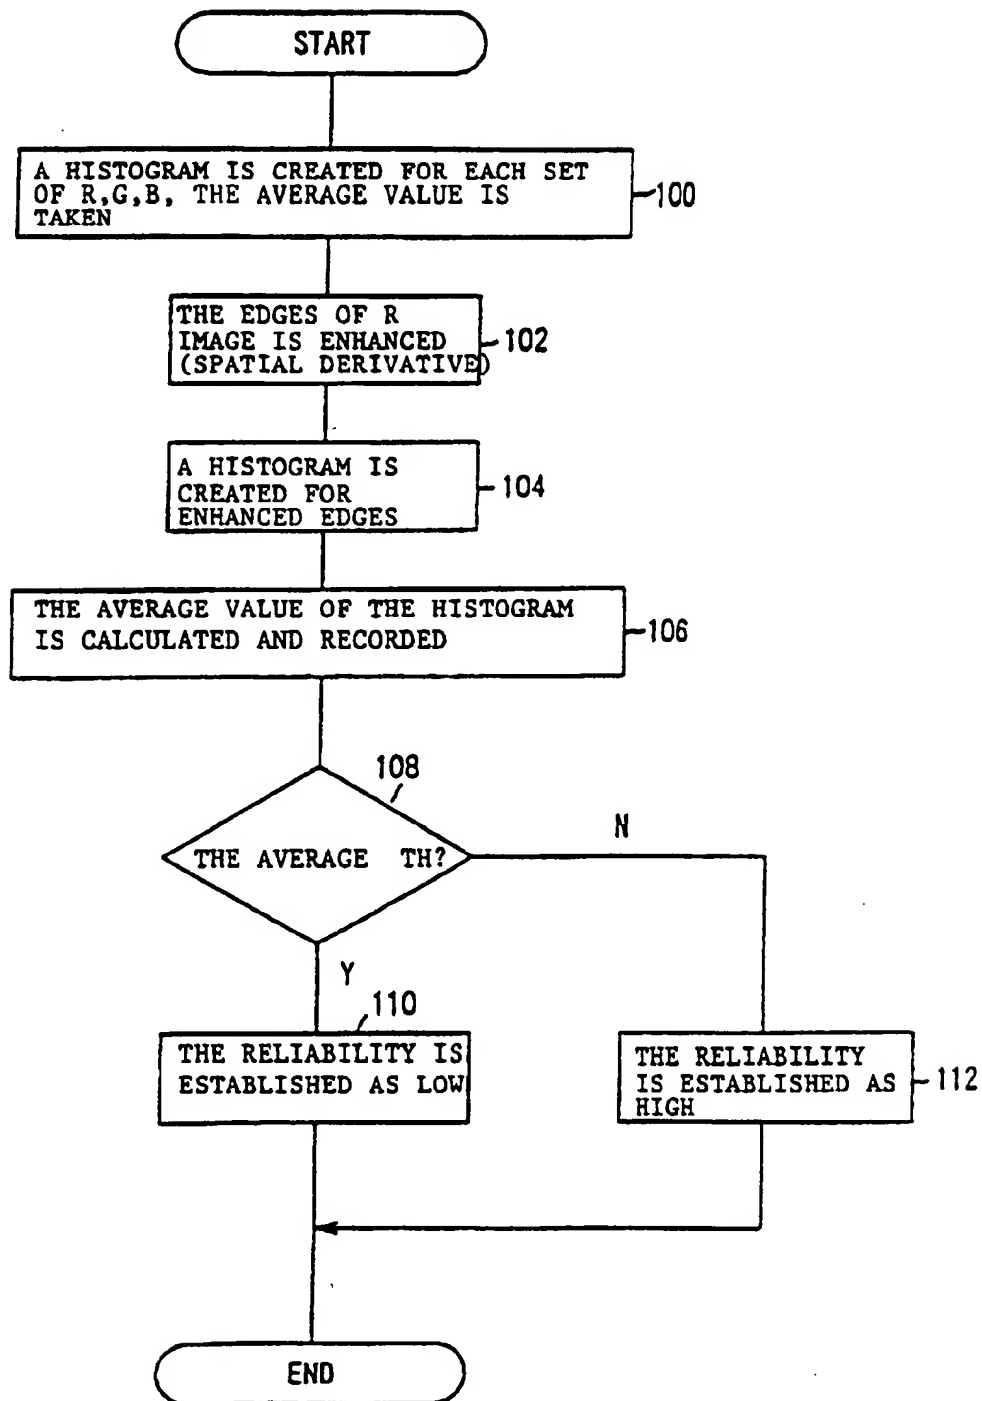 START
A HISTOGRAM IS CREATED FOR EACH SET
OF R,G,B, THE AVERAGE VALUE IS
TAKEN
100
THE EDGES OF R
IMAGE IS ENHANCED
(SPATIAL DERIVATIVE)
102
A HISTOGRAM IS
CREATED FOR
ENHANCED EDGES
104
THE AVERAGE VALUE OF THE HISTOGRAM
IS CALCULATED AND RECORDED
106
108
THE AVERAGE TH?
N
Y
110
THE RELIABILITY IS
ESTABLISHED AS LOW
THE RELIABILITY
IS ESTABLISHED AS
HIGH
112
END